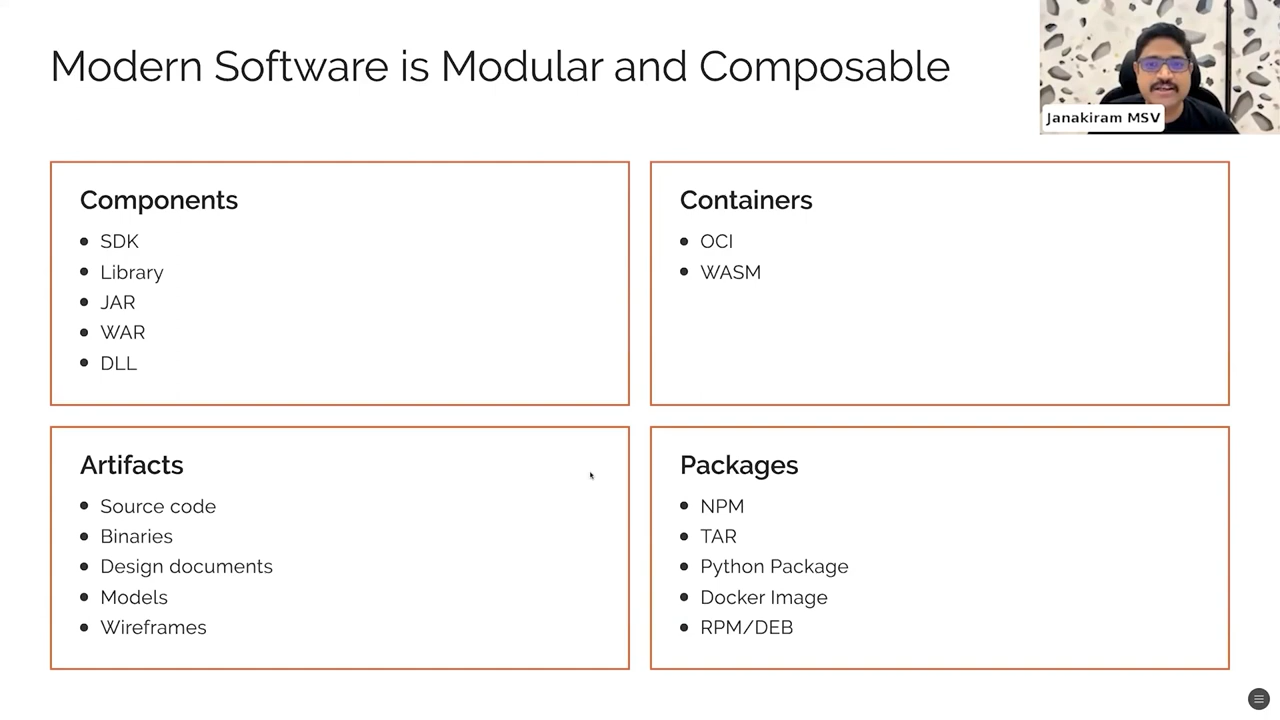 Modern Software is Modular and Composable
Janakiram MSV
Components
SDK
Library
JAR
WAR
DLL
Containers
OCI
WASM
Artifacts
Source code
Binaries
Design documents
Models
Wireframes
Packages
NPM
TAR
Python Package
Docker Image
RPM/DEB